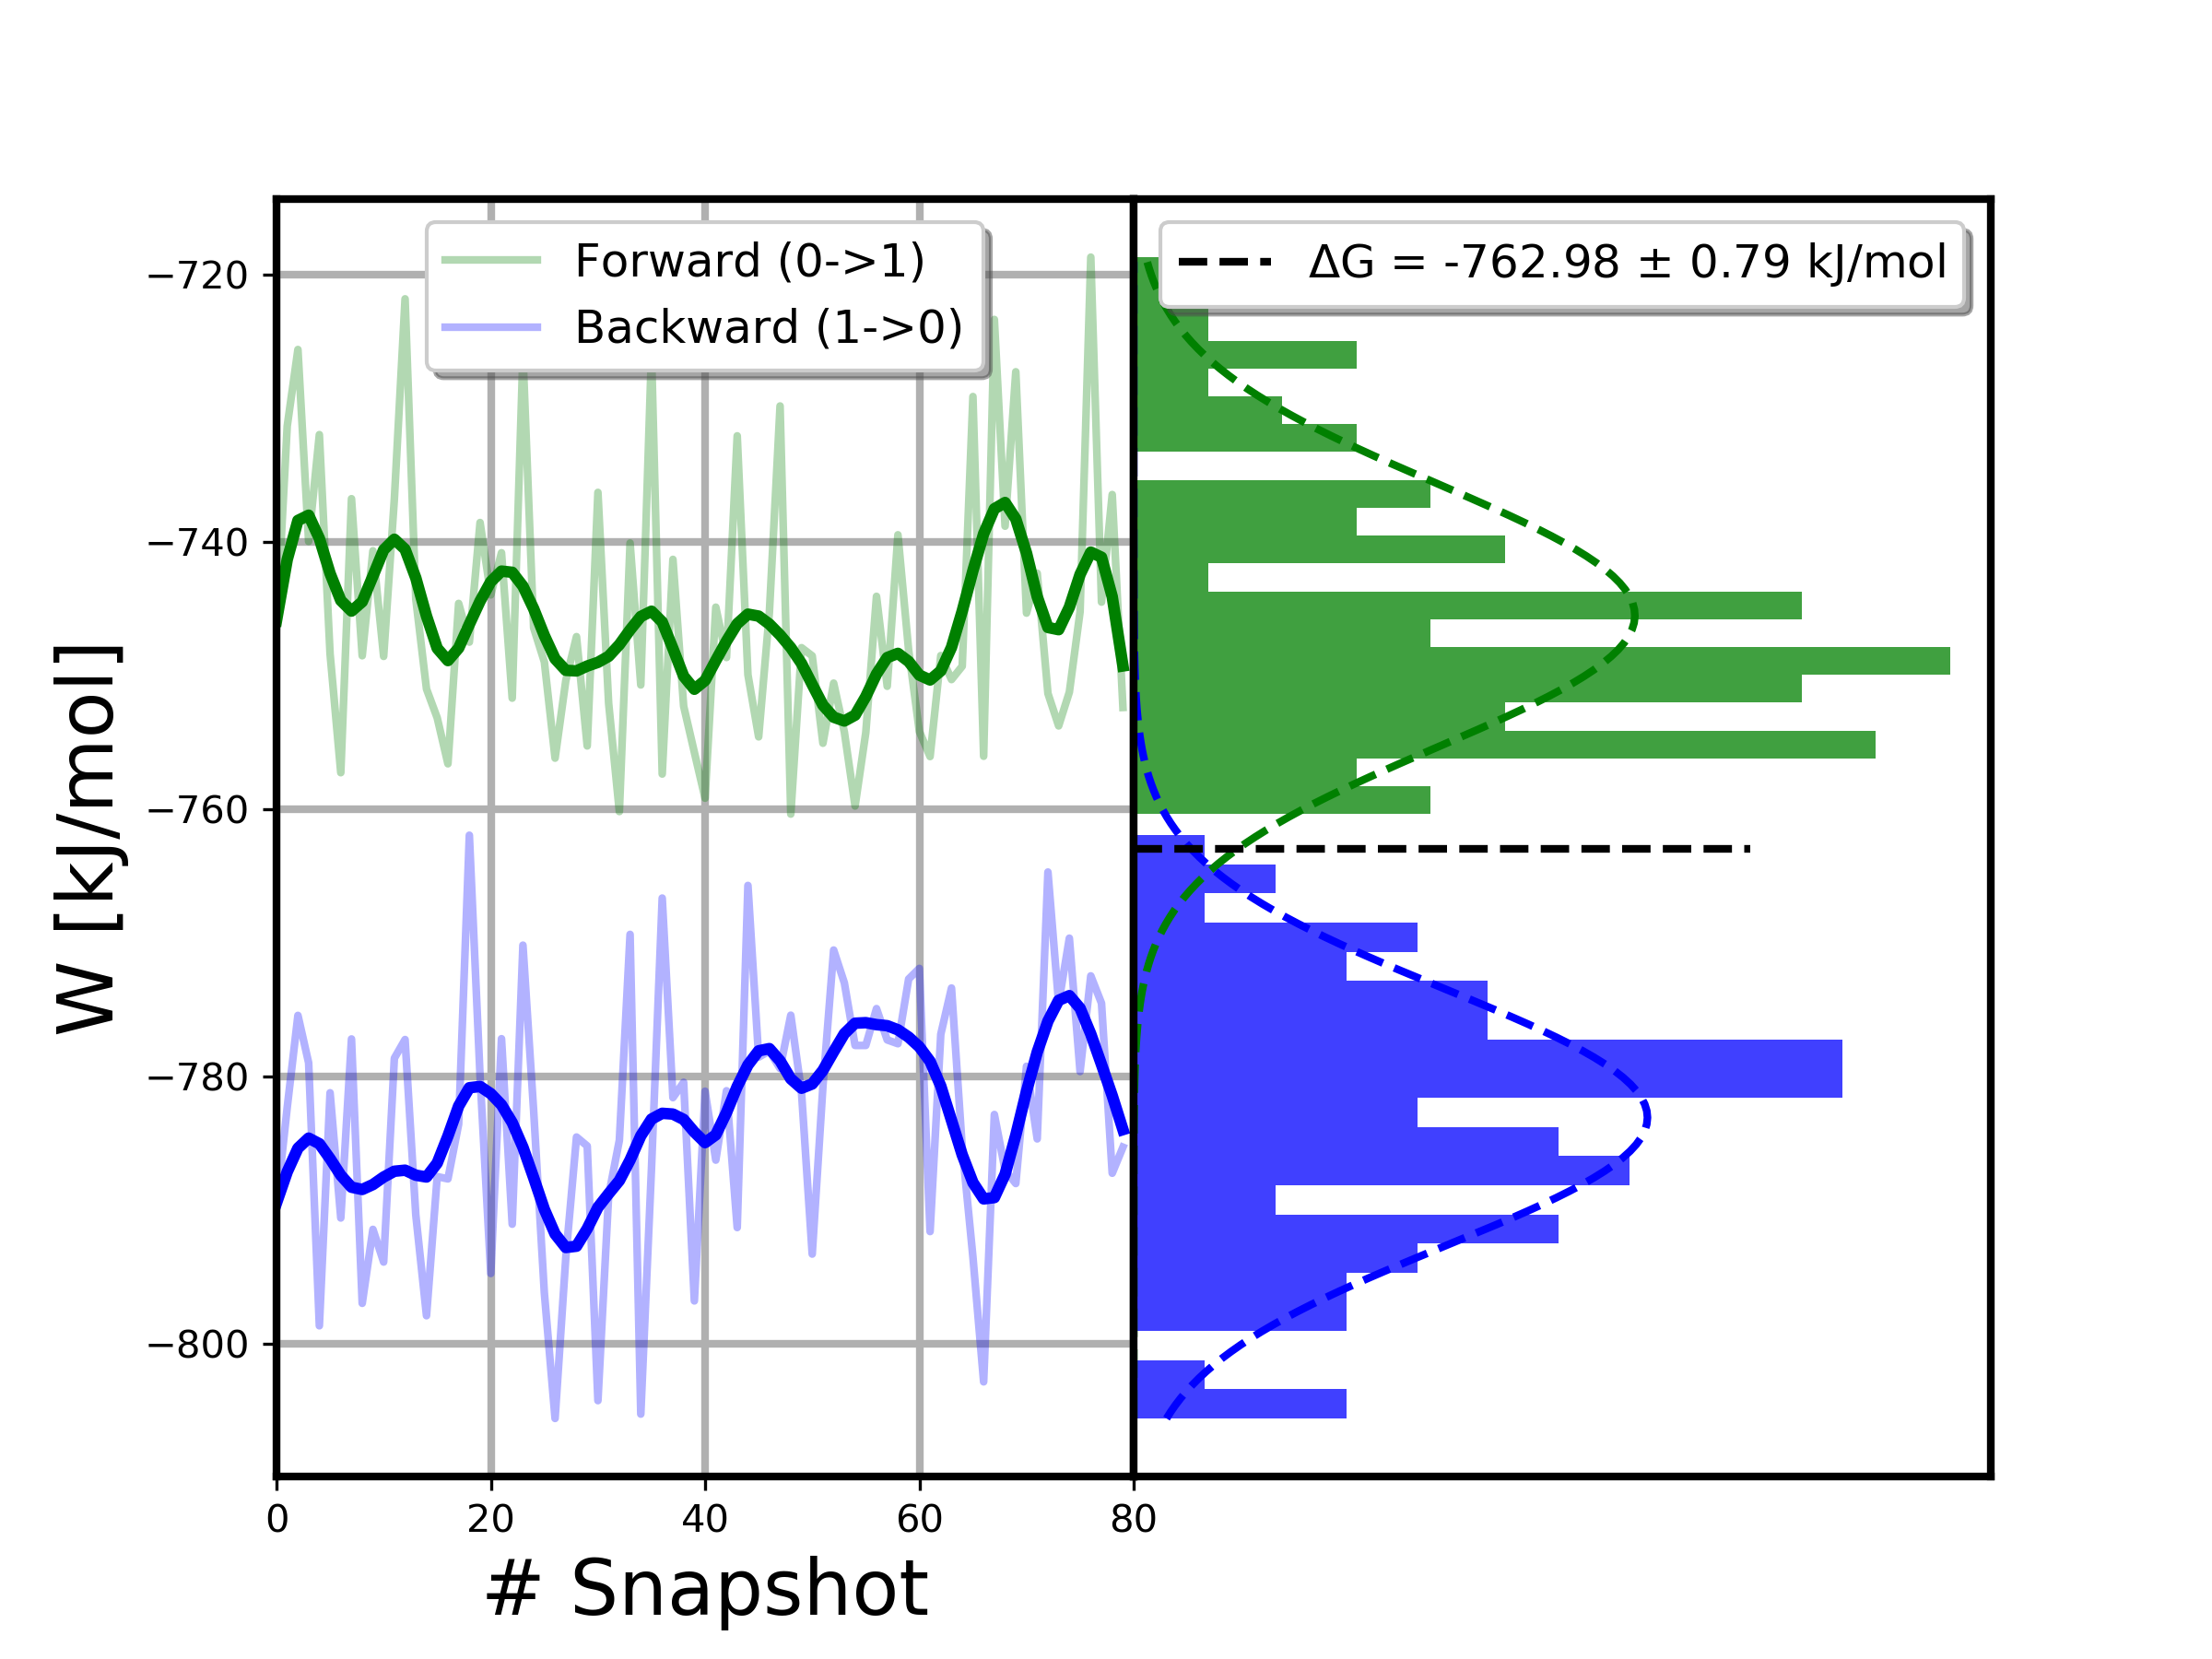 Forward (0->1)
Backward (1->0)
ΔG = -762.98 ± 0.79 kJ/mol
W [kJ/mol]
−720
−740
−760
−780
−800
0 20 40 60 80
# Snapshot